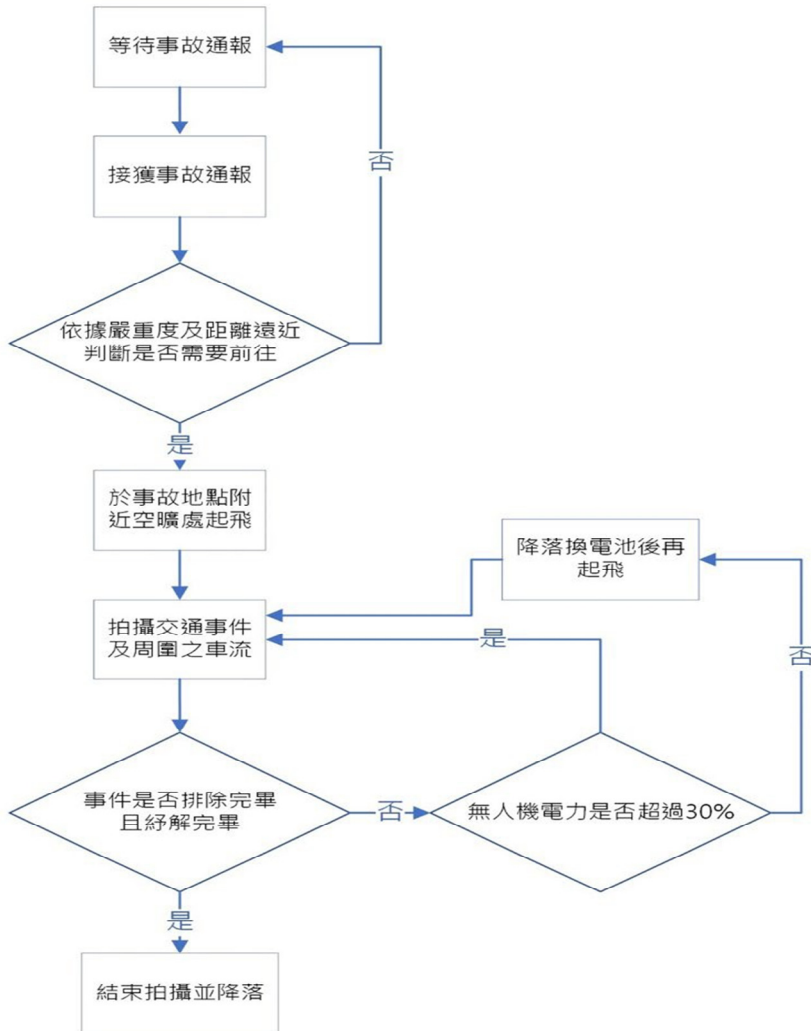 等待事故通報
接獲事故通報
否
依據嚴重度及距離遠近
判斷是否需要前往
是
於事故地點附
近空曠處起飛
降落換電池後再
起飛
拍攝交通事件
及周圍之車流
是
否
事件是否排除完畢
且紓解完畢
否
無人機電力是否超過30%
是
結束拍攝並降落